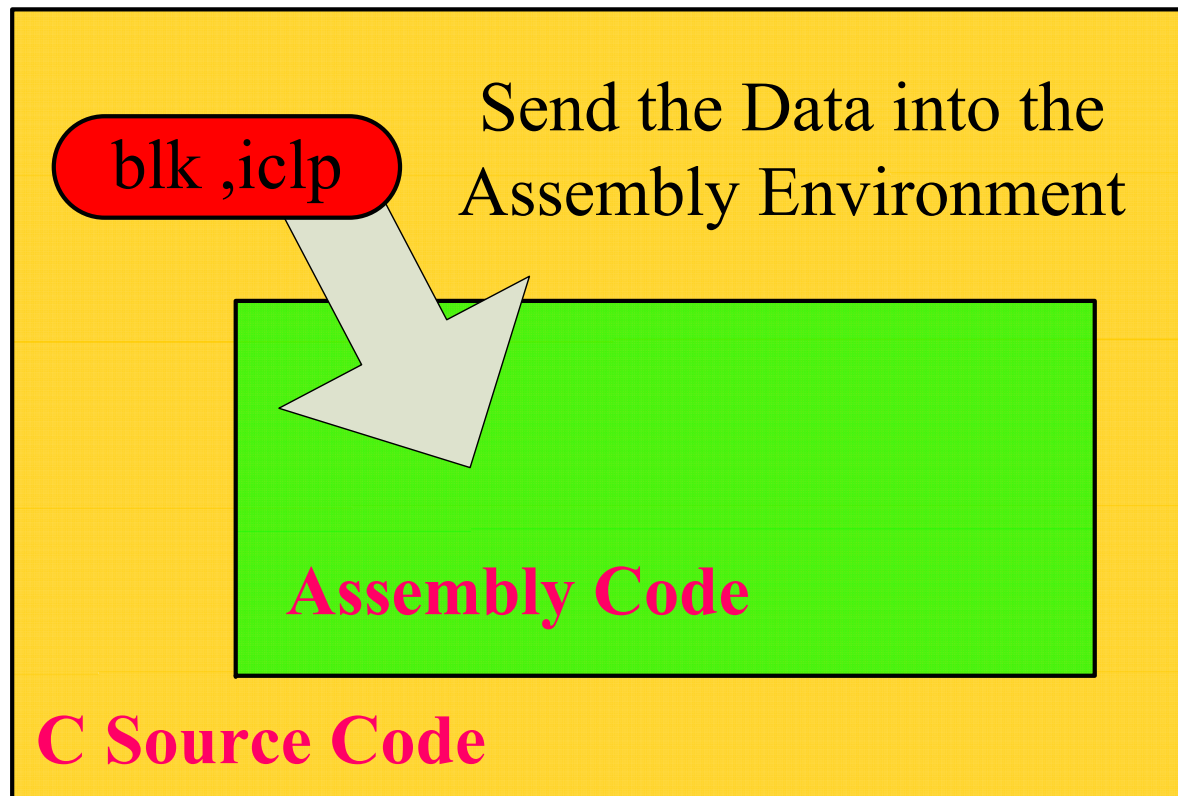 Send the Data into the
blk ,iclp
Assembly Environment
Assembly Code
C Source Code